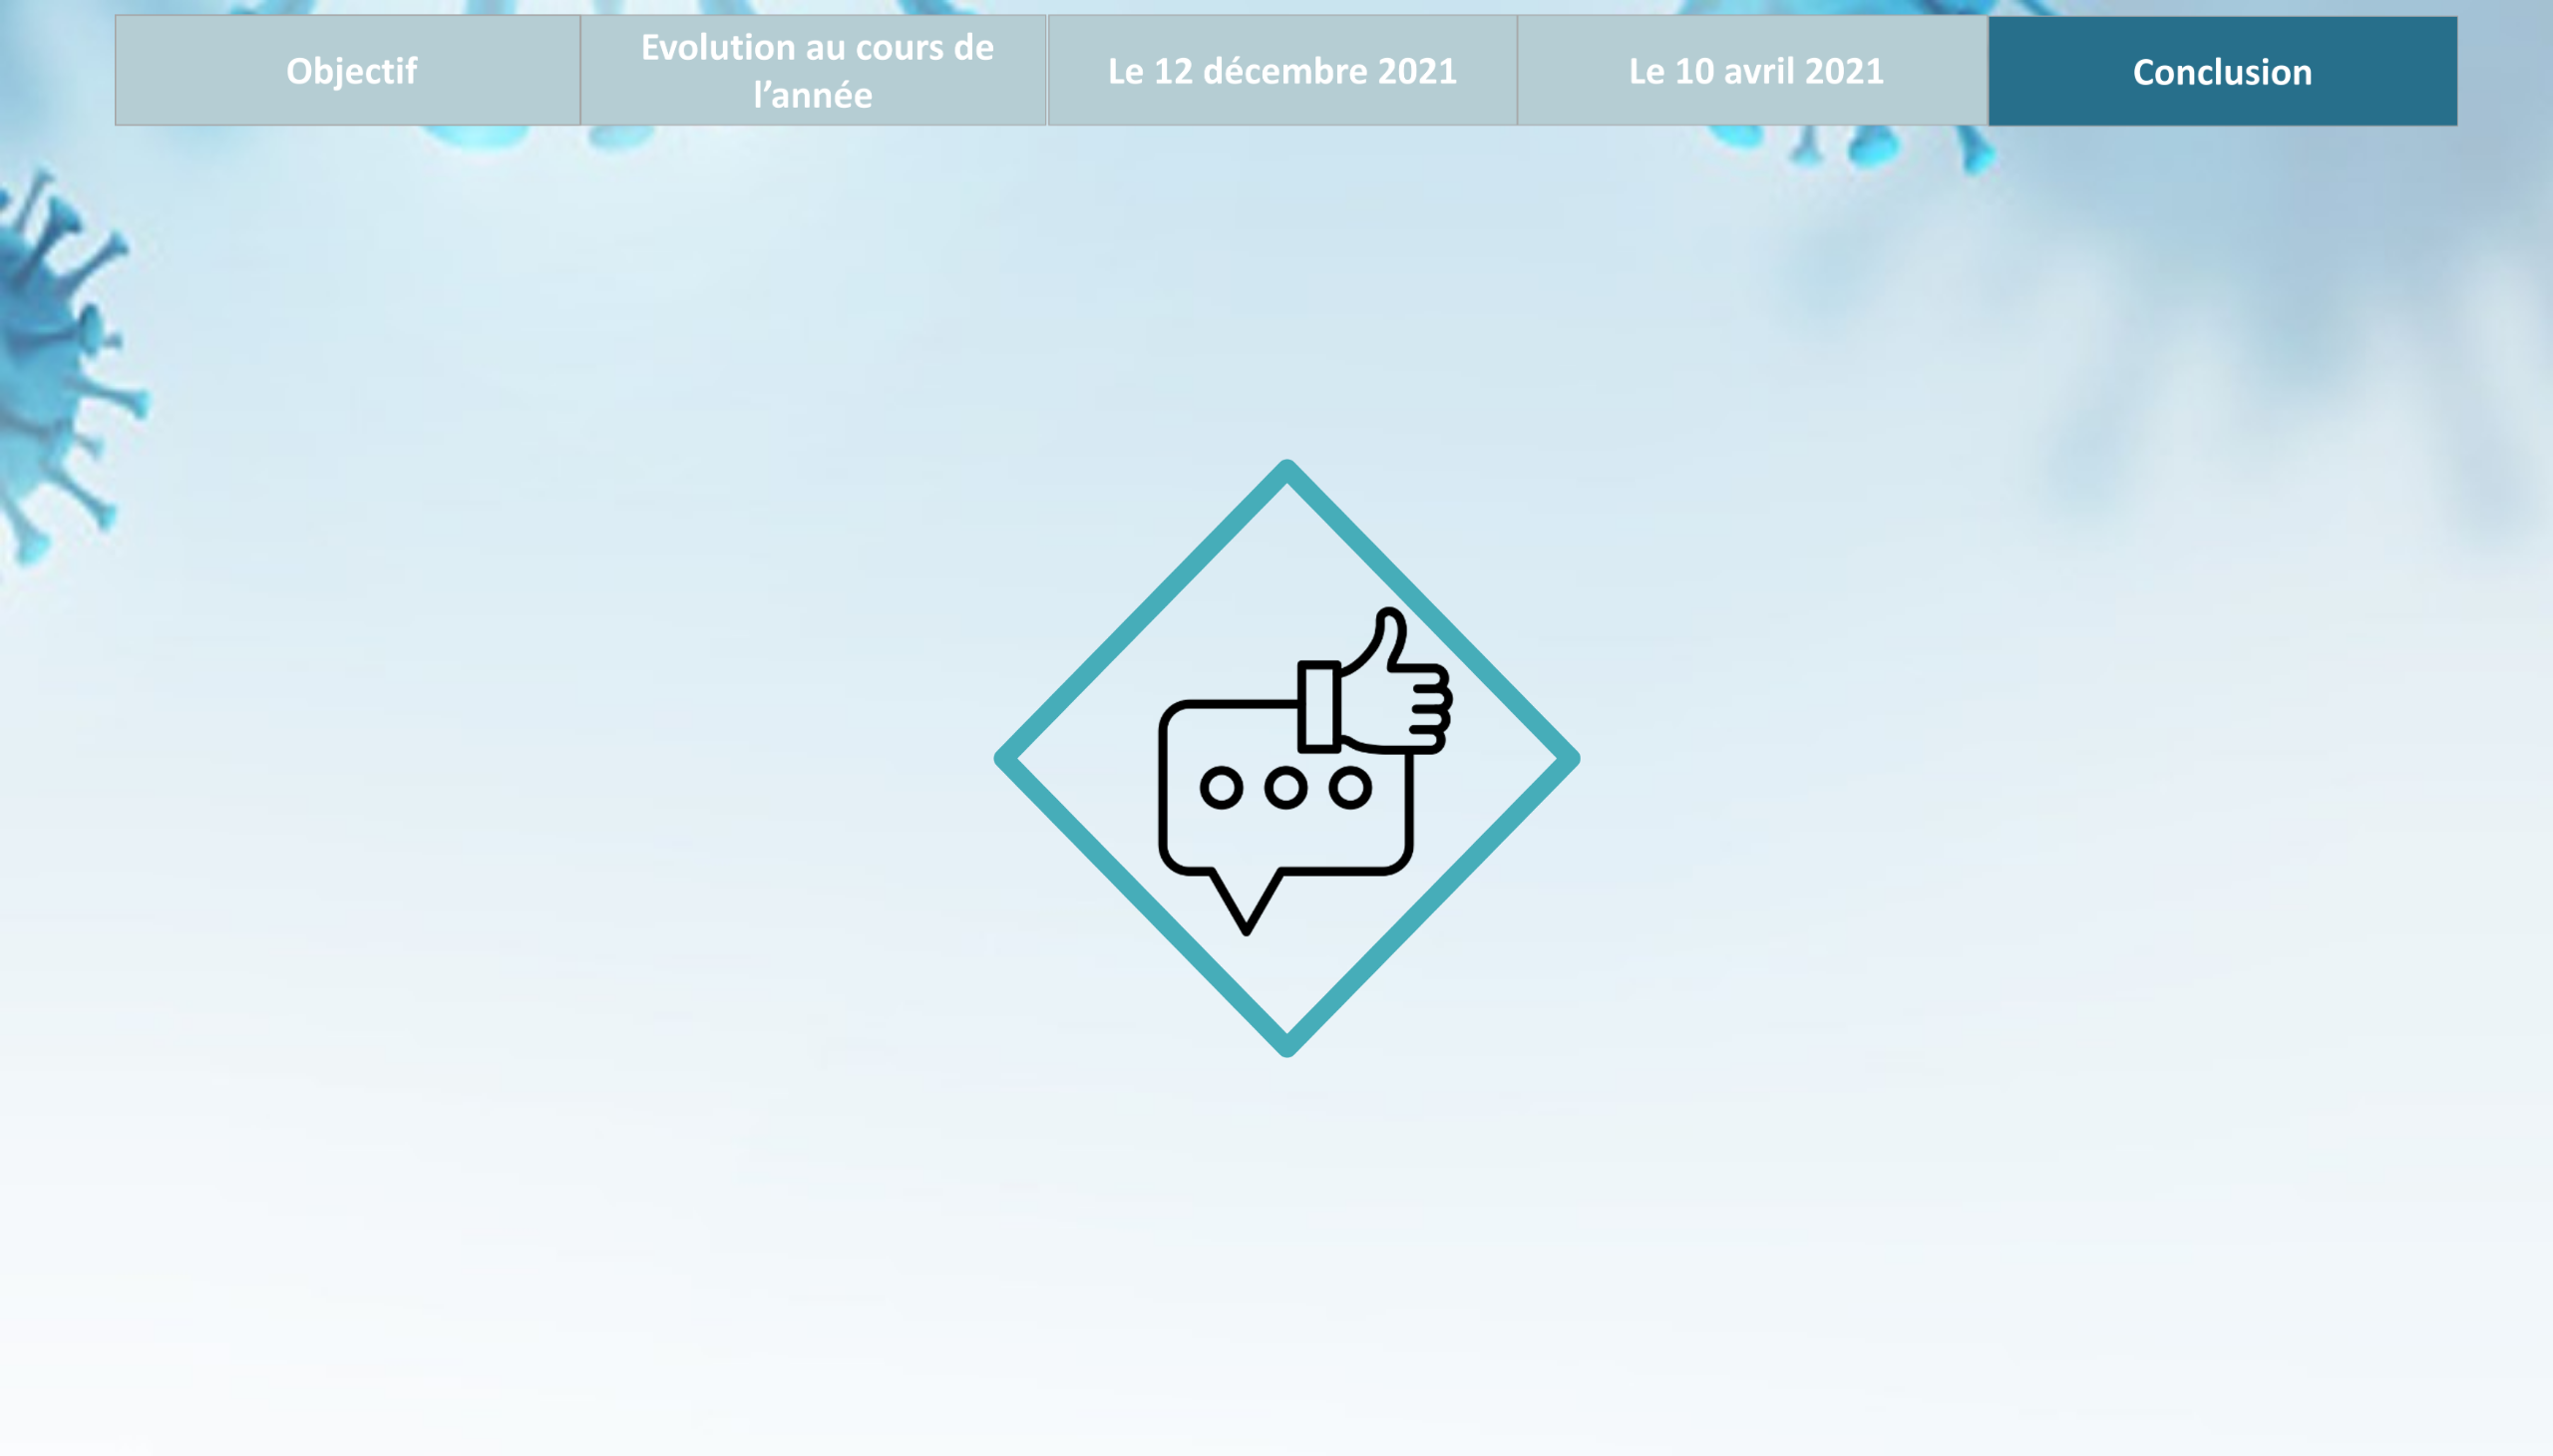 Objectif
Evolution au cours de
l’année
Le 12 décembre 2021
Le 10 avril 2021
Conclusion